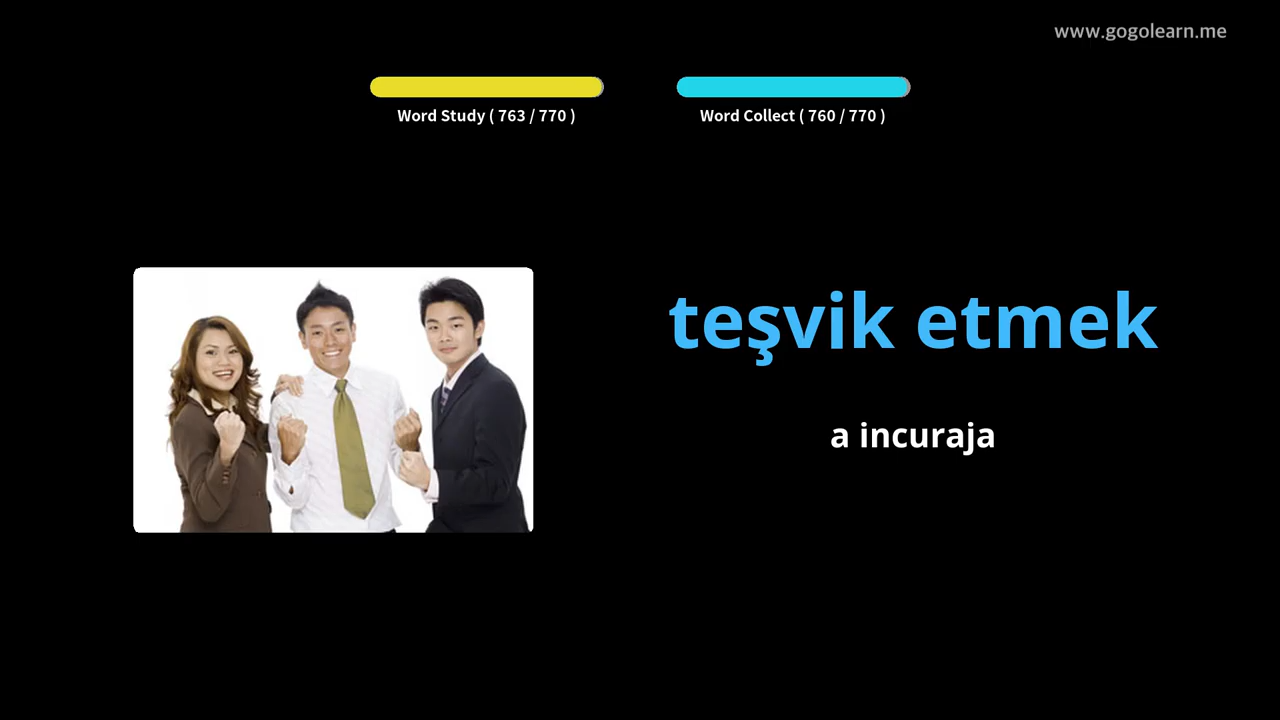 www.gogolearn.me
Word Study ( 763 / 770 )
Word Collect ( 760 / 770 )
teşvik etmek
a incuraja